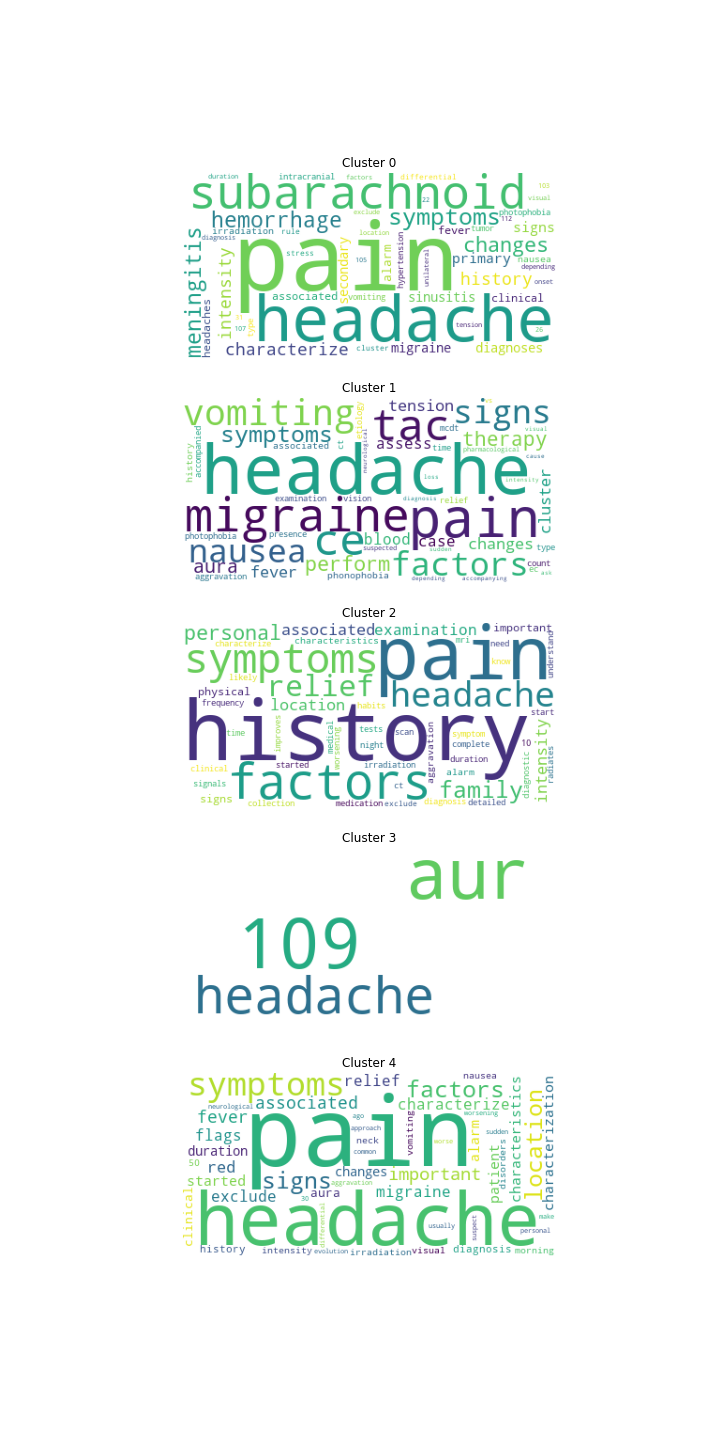 Cluster 0
duration intracranial factors differential 103
subarachnoid
22 visual
hemorrhage exclude symptoms 112 photophobia
irradiation rule location fever tumor signs
diagnosis pain changes
meningitis stress 105 alarm hypertension unilateral primary nausea
intensity secondary history depending
headaches associated vomiting sinusitis clinical onset
107 type headache tension 26
characterize cluster migraine diagnoses
Cluster 1
vomiting etiology tac tension signs
symptoms mcdt visual
history accompanied associated ct neurological assess time therapy
pharmacological cause
headache loss intensity
examination vision diagnosis relief cluster
migraine pain
photophobia presence ce blood case changes type
nausea suspected sudden
aura fever perform factors count
ec
aggravation phonophobia depending accompanying ask
Cluster 2
personal associated examination important
characterize characteristics pain mri need understand
symptoms know
likely relief headache
physical location habits start
frequency history
time improves medical worsening tests scan aggravation symptom 10
night complete intensity radiates
clinical started irradiation duration diagnostic
signals factors ct alarm family
signs collection medication exclude diagnosis detailed
Cluster 3
aur
109
headache
Cluster 4
symptoms relief nausea
factors
neurological associated characterize
fever ago worsening
flags pain approach vomiting alarm sudden
duration neck patient disorders characteristics location characterization
50 red common worse
started signs changes important
exclude aura aggravation migraine
clinical 30 headache make
differential usually suspect personal
history intensity evolution irradiation visual diagnosis morning